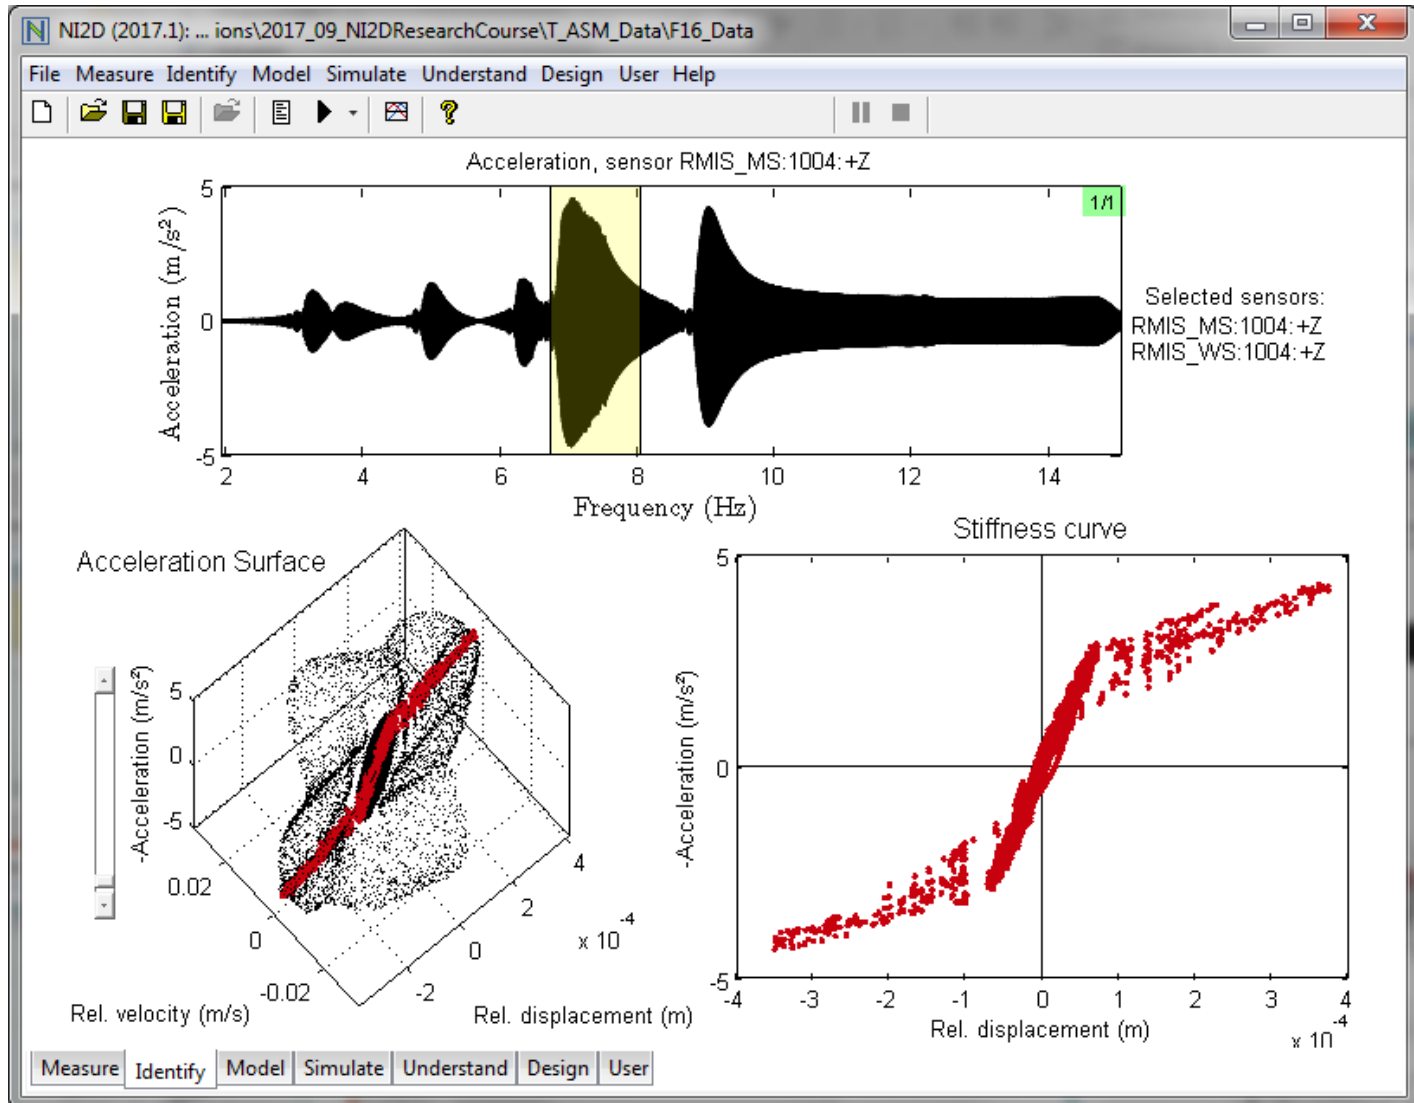 NI2D (2017.1): ... ions\2017_09_NI2DResearchCourse\T_ASM_Data\F16_Data
File Measure Identify Model Simulate Understand Design User Help
Acceleration, sensor RMIS_MS:1004:+Z
1/1
5
0
-5
Acceleration (m/s²)
2 4 6 8 10 12 14
Frequency (Hz)
Selected sensors:
RMIS_MS:1004:+Z
RMIS_WS:1004:+Z
Acceleration Surface
-Acceleration (m/s²)
5
0
-5
0.02
0
-0.02
Rel. velocity (m/s)
-2
0
2
4
x 10⁻⁴
Rel. displacement (m)
Stiffness curve
-Acceleration (m/s²)
5
0
-5
-4 -3 -2 -1 0 1 2 3 4
Rel. displacement (m)
x 10⁻⁴
Measure Identify Model Simulate Understand Design User